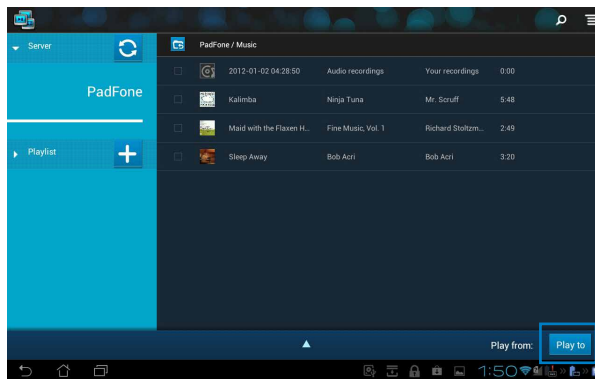 Server
PadFone / Music
PadFone
2012-01-02 04:28:50 Audio recordings Your recordings 0:00
Kalimba Ninja Tuna Mr. Scruff 5:48
Maid with the Flaxen H... Fine Music, Vol. 1 Richard Stoltzm... 2:49
Playlist
Sleep Away Bob Acri Bob Acri 3:20
Play from: Play to
1:50